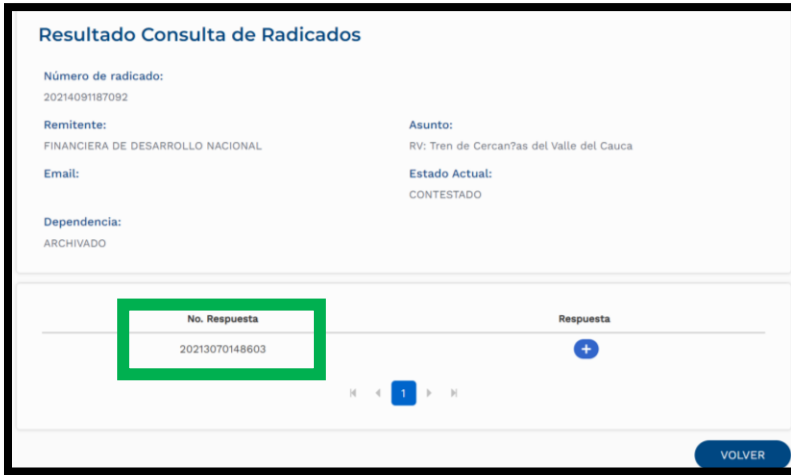 Resultado Consulta de Radicados
Número de radicado:
20214091187092
Remitente:
FINANCIERA DE DESARROLLO NACIONAL
Asunto:
RV: Tren de Cercan?as del Valle del Cauca
Email:
Estado Actual:
CONTESTADO
Dependencia:
ARCHIVADO
No. Respuesta Respuesta
20213070148603 +
1
VOLVER